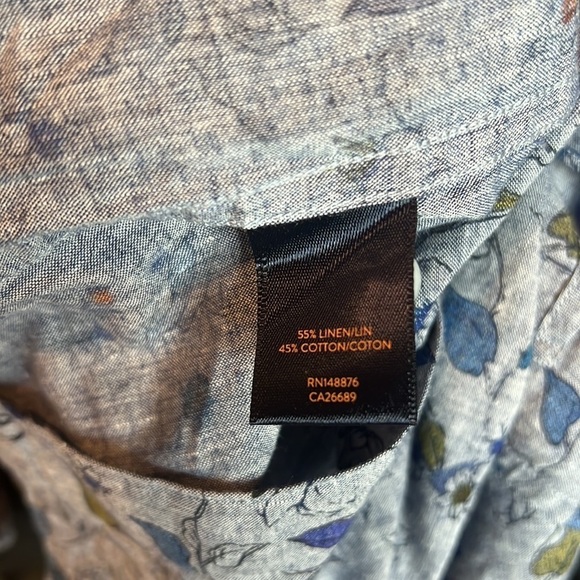 55% LINEN/LIN
45% COTTON/COTON
RN148876
CA26689